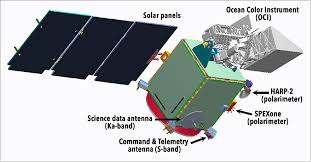 Solar panels
Ocean Color Instrument
(OCI)
HARP-2
(polarimeter)
SPEXone
(polarimeter)
Science data antenna
(Ka-band)
Command & Telemetry
antenna (S-band)